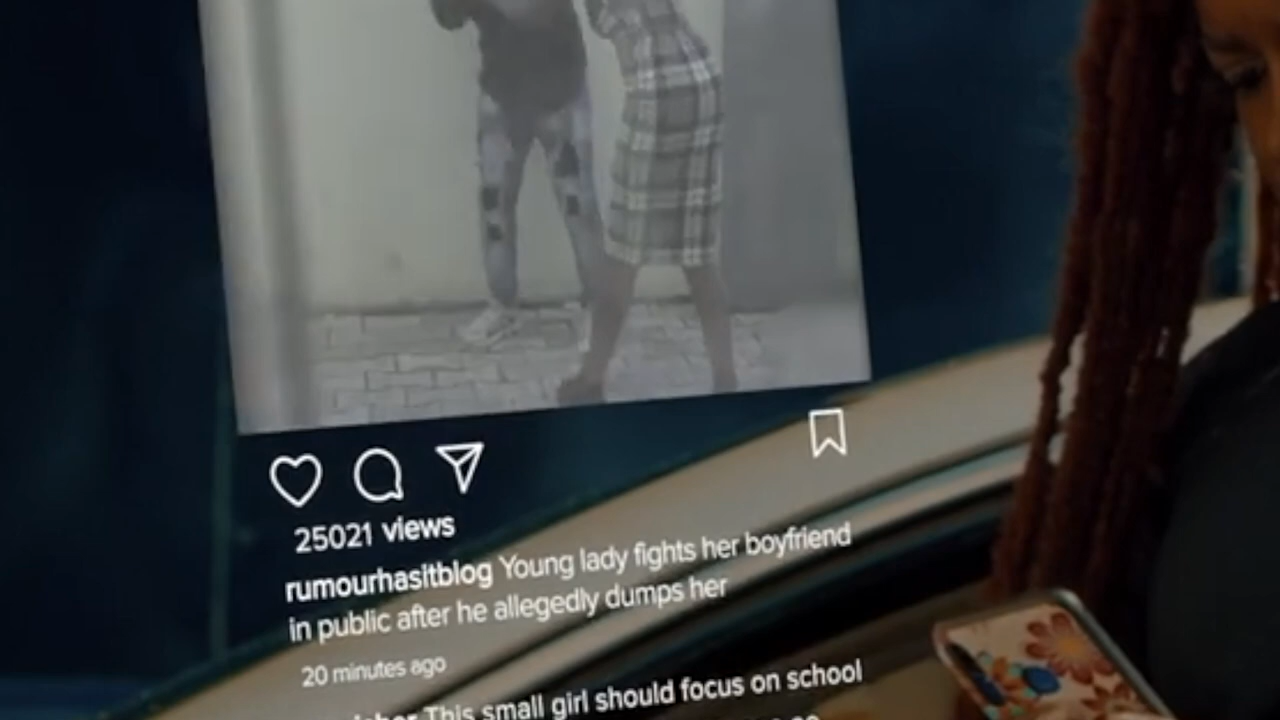 25021 views
rumourhasitblog Young lady fights her boyfriend
in public after he allegedly dumps her
20 minutes ago
This small girl should focus on school